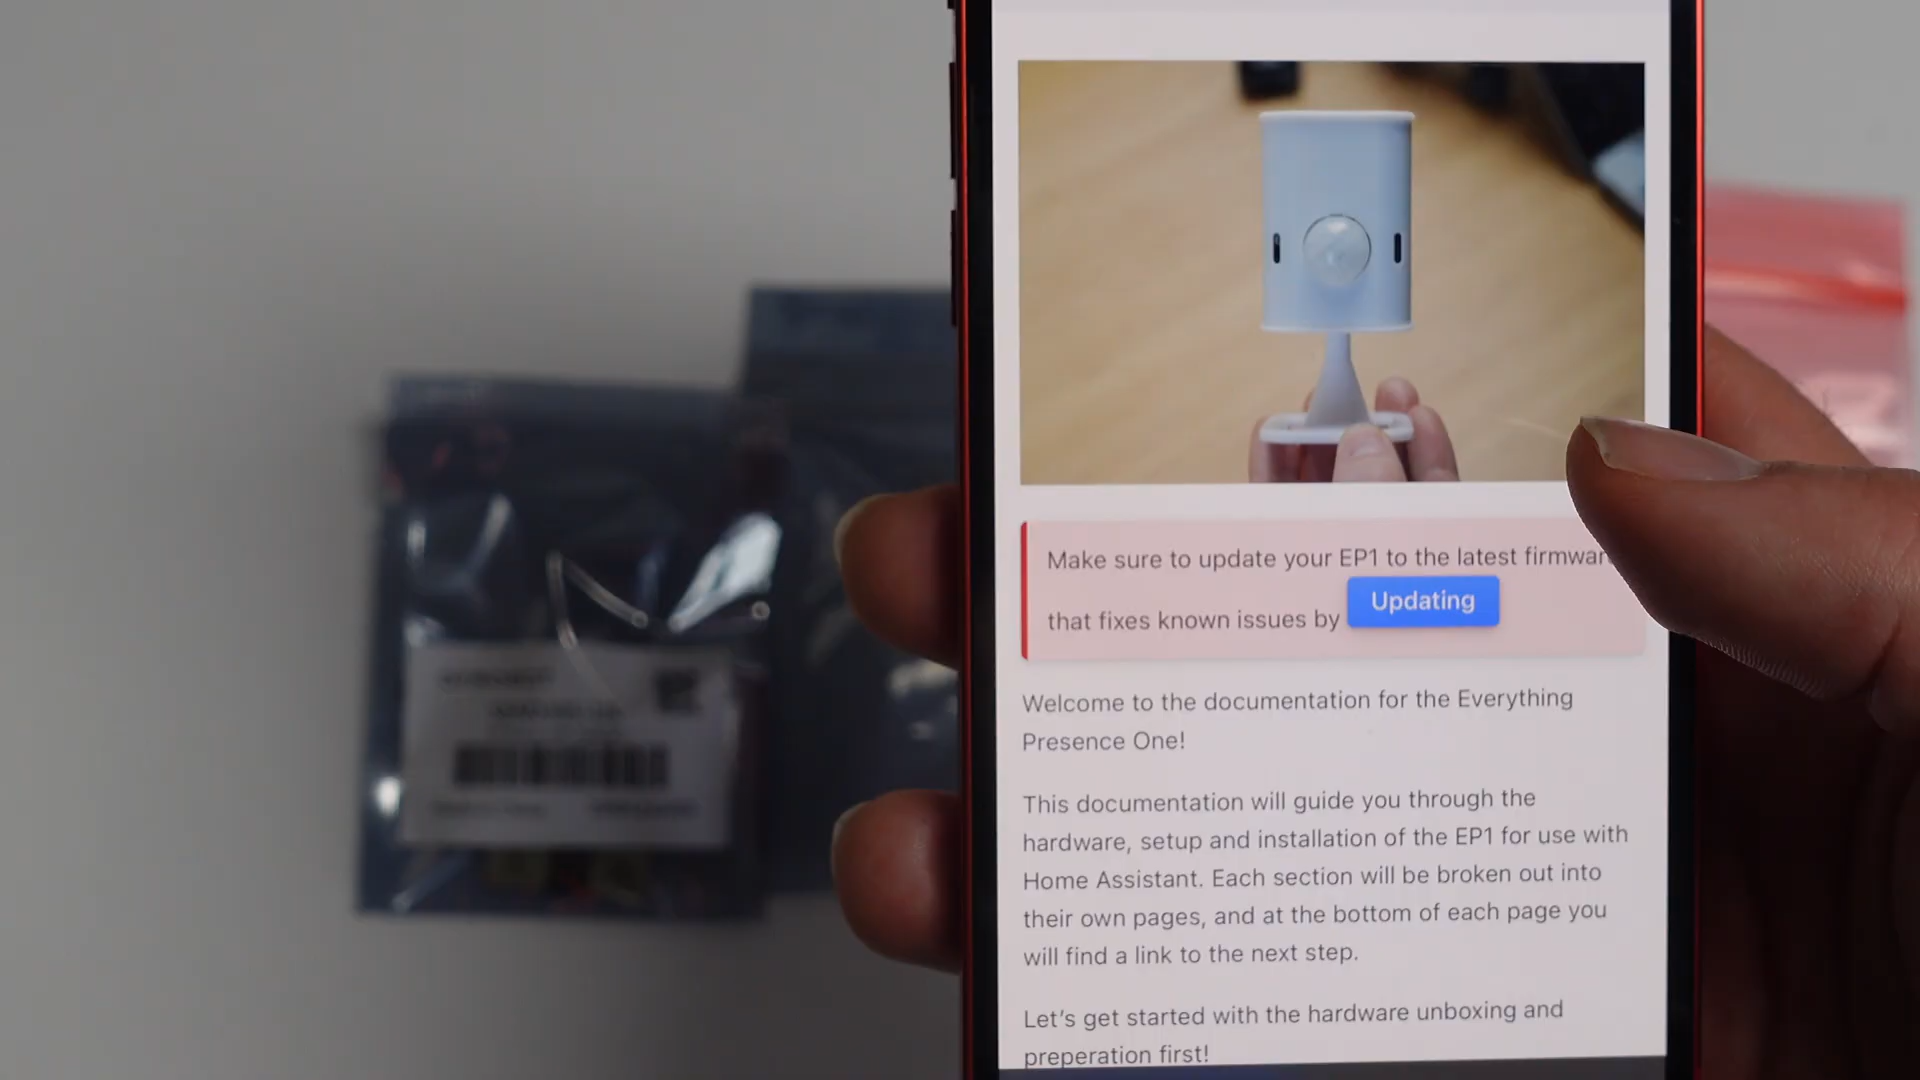 Make sure to update your EP1 to the latest
that fixes known issues by Updating
Welcome to the documentation for the Everything
Presence One!
This documentation will guide you through the
hardware, setup and installation of the EP1 for use with
Home Assistant. Each section will be broken out into
their own pages, and at the bottom of each page you
will find a link to the next step.
Let's get started with the hardware unboxing and
preperation first!